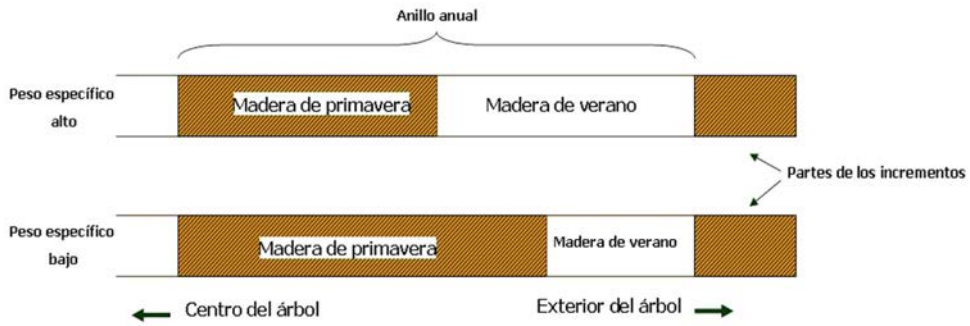 Anillo anual
Peso específico
alto
Madera de primavera
Madera de verano
Partes de los incrementos
Peso específico
bajo
Madera de primavera
Madera de verano
Centro del árbol
Exterior del árbol